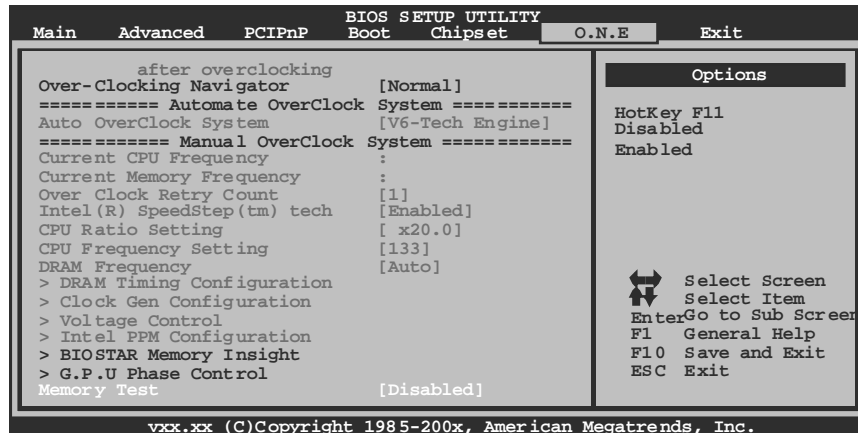 BIOS SETUP UTILITY
Main Advanced PCIPnP Boot Chipset O.N.E Exit
after overclocking
Over-Clocking Navigator [Normal]
=========== Automate OverClock System ===========
Auto OverClock System [V6-Tech Engine]
============ Manual OverClock System ============
Current CPU Frequency :
Current Memory Frequency :
Over Clock Retry Count [1]
Intel(R) SpeedStep(tm) tech [Enabled]
CPU Ratio Setting [ x20.0]
CPU Frequency Setting [133]
DRAM Frequency [Auto]
> DRAM Timing Configuration
> Clock Gen Configuration
> Voltage Control
> Intel PPM Configuration
> BIOSTAR Memory Insight
> G.P.U Phase Control
Memory Test [Disabled]
Options
HotKey F11
Disabled
Enabled
Select Screen
Select Item
Enter Go to Sub Screen
F1 General Help
F10 Save and Exit
ESC Exit
vxx.xx (C)Copyright 1985-200x, American Megatrends, Inc.